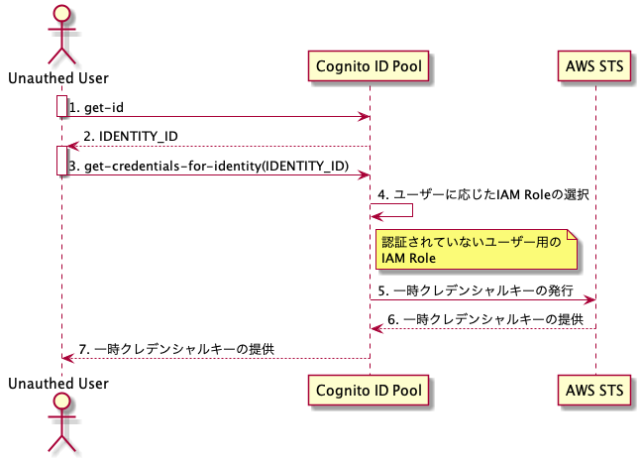 Unauthed User
Cognito ID Pool
AWS STS
1. get-id
2. IDENTITY_ID
3. get-credentials-for-identity(IDENTITY_ID)
4. ユーザーに応じたIAM Roleの選択
認証されていないユーザー用の
IAM Role
5. 一時クレデンシャルキーの発行
6. 一時クレデンシャルキーの提供
7. 一時クレデンシャルキーの提供
Unauthed User
Cognito ID Pool
AWS STS